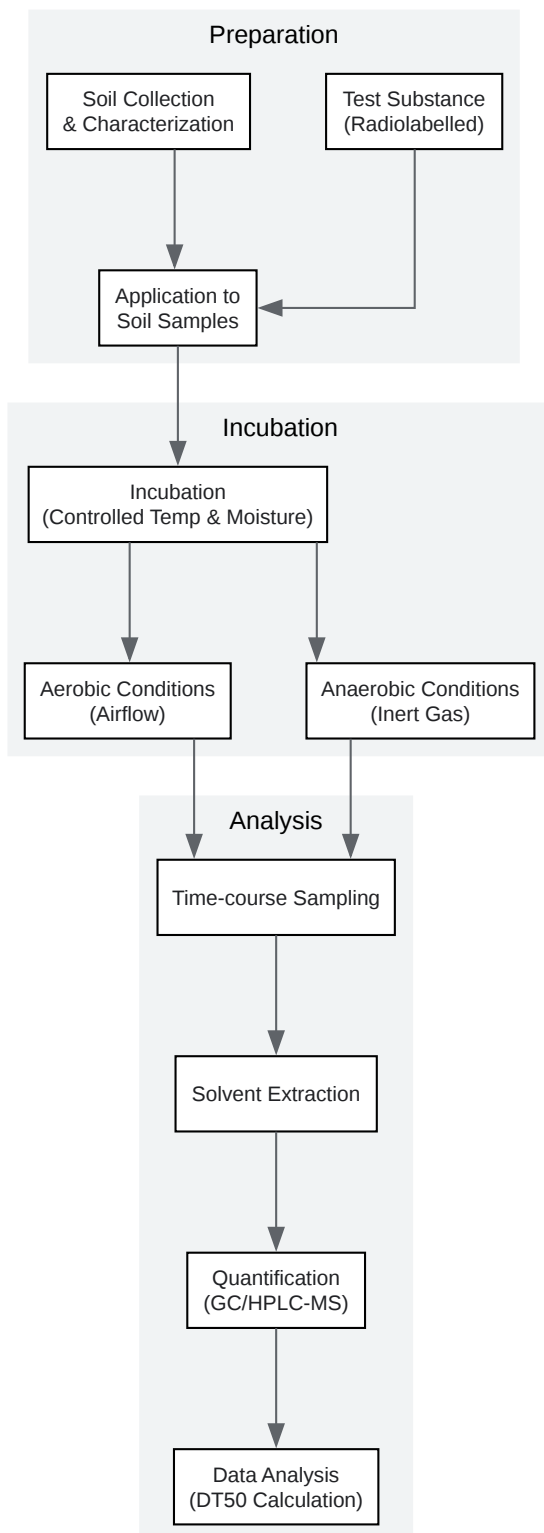 Preparation
Soil Collection
& Characterization
Test Substance
(Radiolabelled)
Application to
Soil Samples
Incubation
Incubation
(Controlled Temp & Moisture)
Aerobic Conditions
(Airflow)
Anaerobic Conditions
(Inert Gas)
Analysis
Time-course Sampling
Solvent Extraction
Quantification
(GC/HPLC-MS)
Data Analysis
(DT50 Calculation)